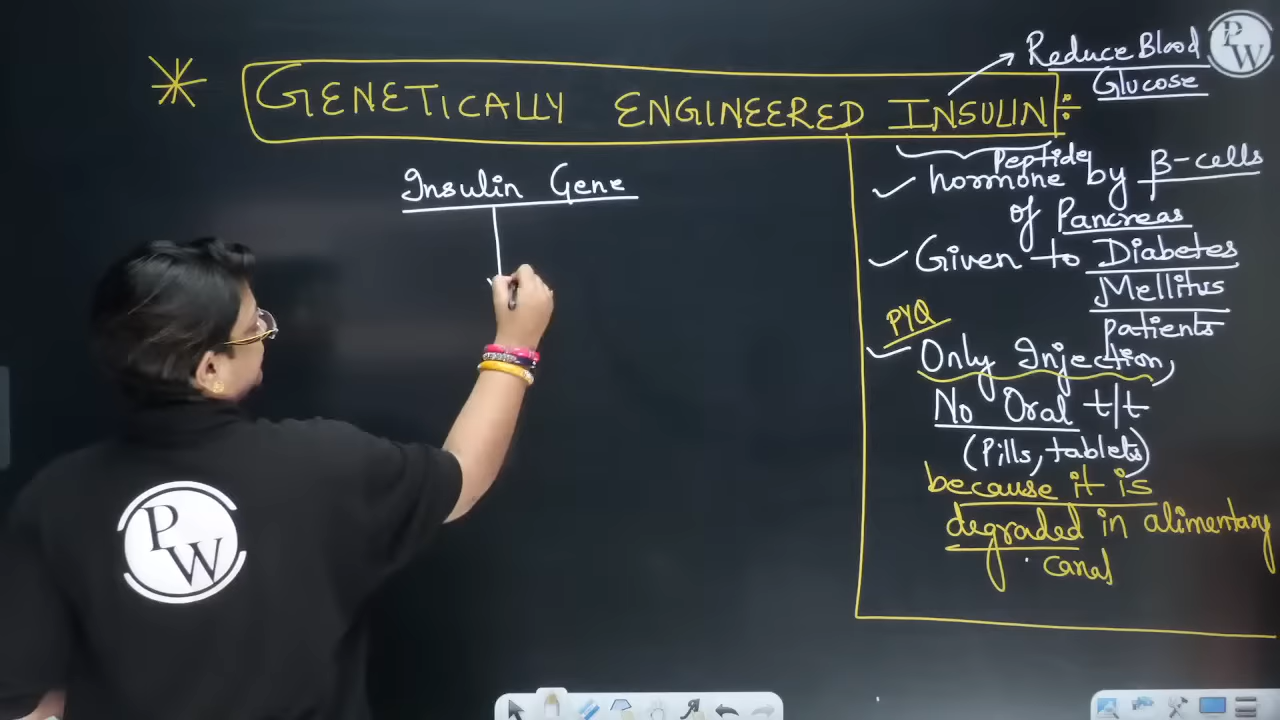 Reduce Blood
Glucose
* GENETICALLY ENGINEERED INSULIN:
Insulin Gene
Peptide
✓ hormone by β-cells
of Pancreas
✓ Given to Diabetes
Mellitus
patients
PYQ
✓ Only Injection,
No Oral t/t
(Pills, tablets)
because it is
degraded in alimentary
canal
PW
PW